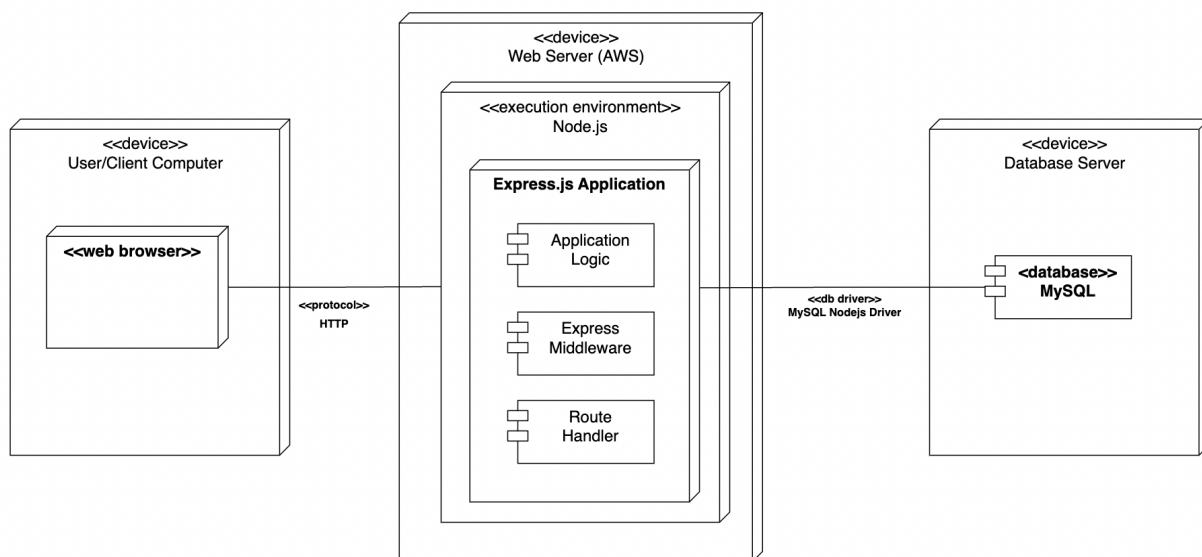 <<device>>
User/Client Computer
<<web browser>>
<<protocol>>
HTTP
<<device>>
Web Server (AWS)
<<execution environment>>
Node.js
Express.js Application
Application
Logic
Express
Middleware
Route
Handler
<<db driver>>
MySQL Nodejs Driver
<<device>>
Database Server
<database>>
MySQL